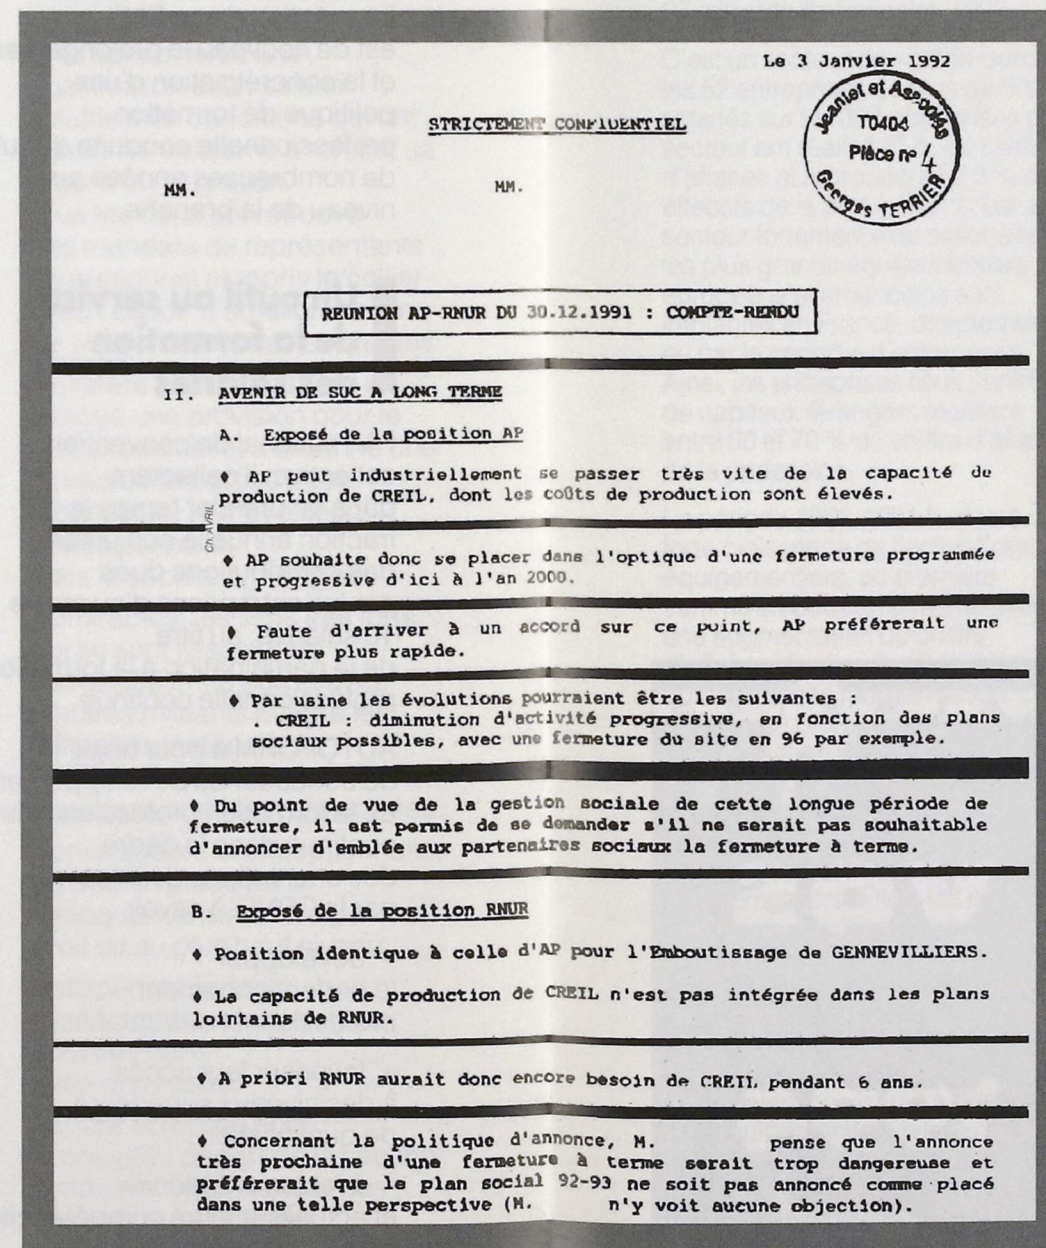 Le 3 Janvier 1992
Jeantet et Associés
T0404
Pièce n° 4
Georges TERRIER
STRICTEMENT CONFIDENTIEL
MM. MM.
REUNION AP-RNUR DU 30.12.1991 : COMPTE-RENDU
II. AVENIR DE SUC A LONG TERME
A. Exposé de la position AP
AP peut industriellement se passer très vite de la capacité de
production de CREIL, dont les coûts de production sont élevés.
Ch AVRIL
AP souhaite donc se placer dans l'optique d'une fermeture programmée
et progressive d'ici à l'an 2000.
♦ Faute d'arriver à un accord sur ce point, AP préférerait une
fermeture plus rapide.
♦ Par usine les évolutions pourraient être les suivantes :
. CREIL : diminution d'activité progressive, en fonction des plans
sociaux possibles, avec une fermeture du site en 96 par exemple.
♦ Du point de vue de la gestion sociale de cette longue période de
fermeture, il est permis de se demander s'il ne serait pas souhaitable
d'annoncer d'emblée aux partenaires sociaux la fermeture à terme.
B. Exposé de la position RNUR
♦ Position identique à celle d'AP pour l'Emboutissage de GENNEVILLIERS.
♦ La capacité de production de CREIL n'est pas intégrée dans les plans
lointains de RNUR.
♦ A priori RNUR aurait donc encore besoin de CREIL pendant 6 ans.
♦ Concernant la politique d'annonce, M. pense que l'annonce
très prochaine d'une fermeture à terme serait trop dangereuse et
préférerait que le plan social 92-93 ne soit pas annoncé comme placé
dans une telle perspective (M. n'y voit aucune objection).